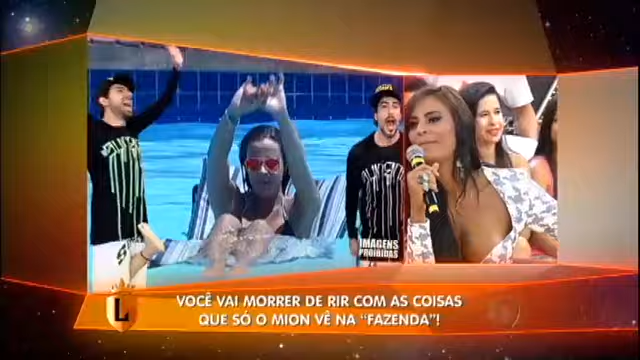 IMAGENS
PROIBIDAS
L
VOCÊ VAI MORRER DE RIR COM AS COISAS
QUE SÓ O MION VÊ NA "FAZENDA"!